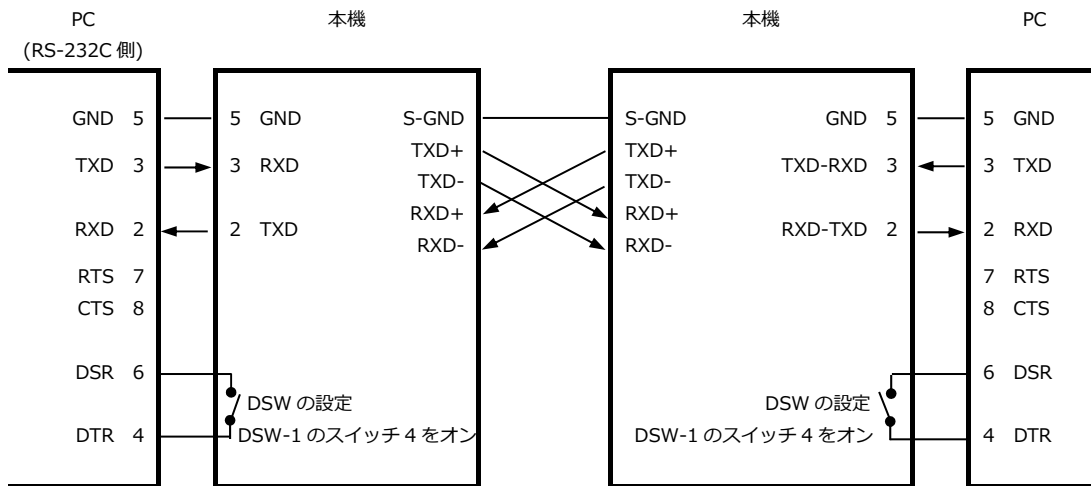 PC 本機 本機 PC
(RS-232C 側)
GND 5 5 GND S-GND S-GND GND 5 5 GND
TXD 3 3 RXD TXD+ TXD+ TXD-RXD 3 3 TXD
TXD- TXD-
RXD 2 2 TXD RXD+ RXD+ RXD-TXD 2 2 RXD
RXD- RXD-
RTS 7 7 RTS
CTS 8 8 CTS
DSR 6 6 DSR
DSW の設定 DSW の設定
DTR 4 DSW-1 のスイッチ 4 をオン DSW-1 のスイッチ 4 をオン 4 DTR